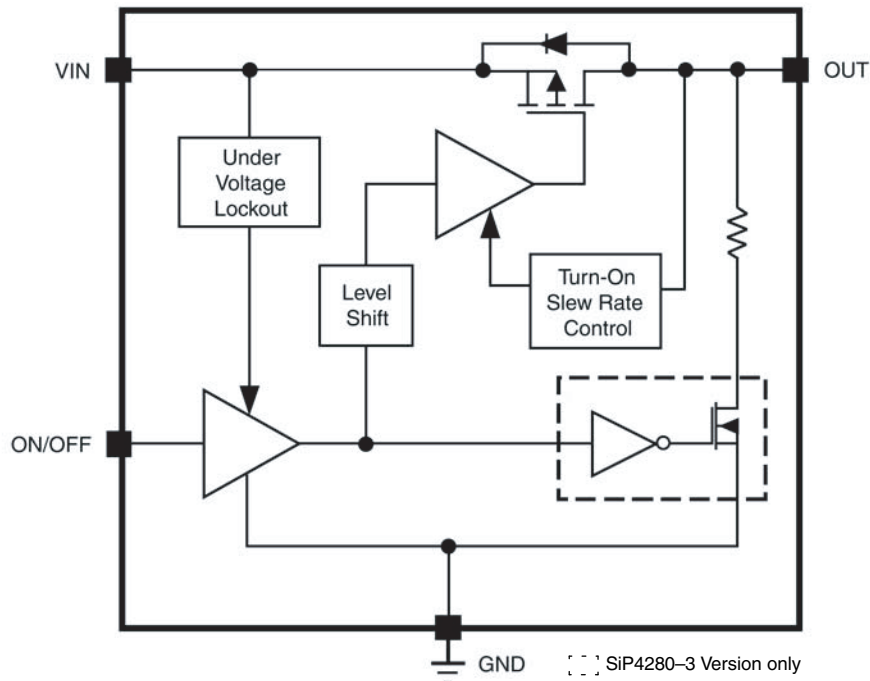 VIN
OUT
Under
Voltage
Lockout
Level
Shift
Turn-On
Slew Rate
Control
ON/OFF
GND
SiP4280–3 Version only